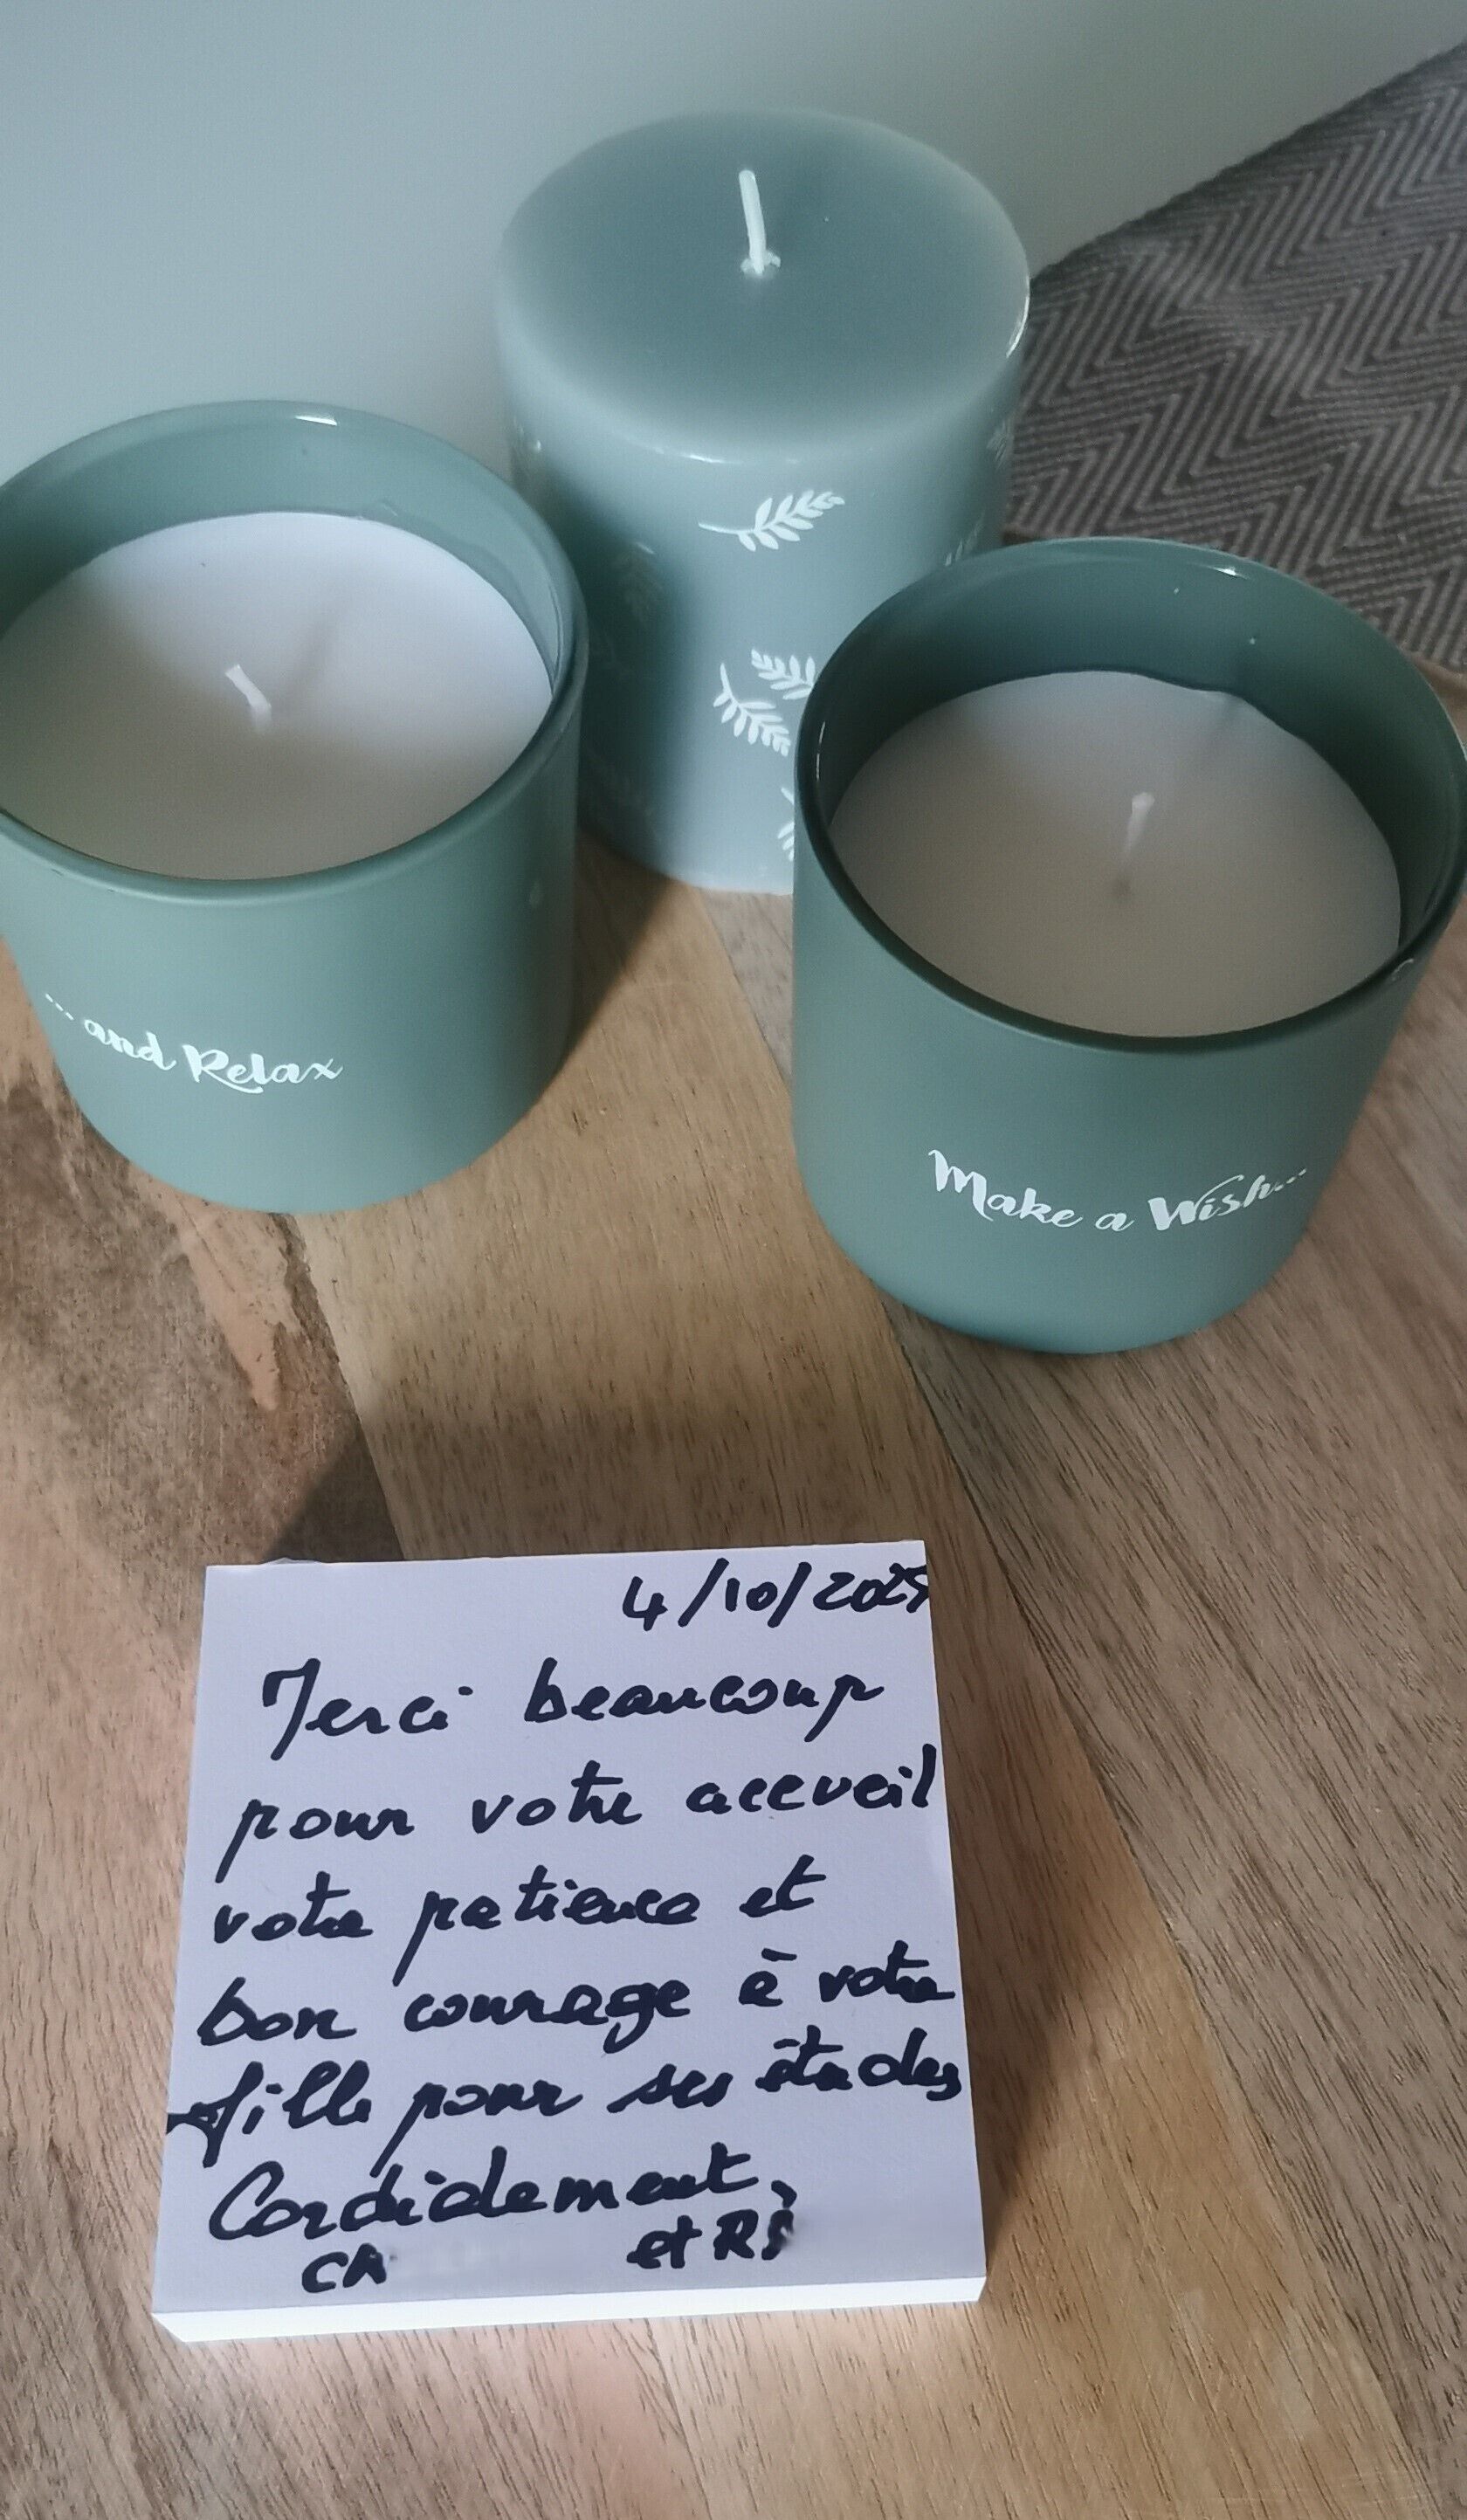 ... and Relax
Make a Wish...
4/10/2025
Merci beaucoup
pour votre accueil
votre patience et
bon courage à votre
fille pour ses études
Cordialement,
CA et RI